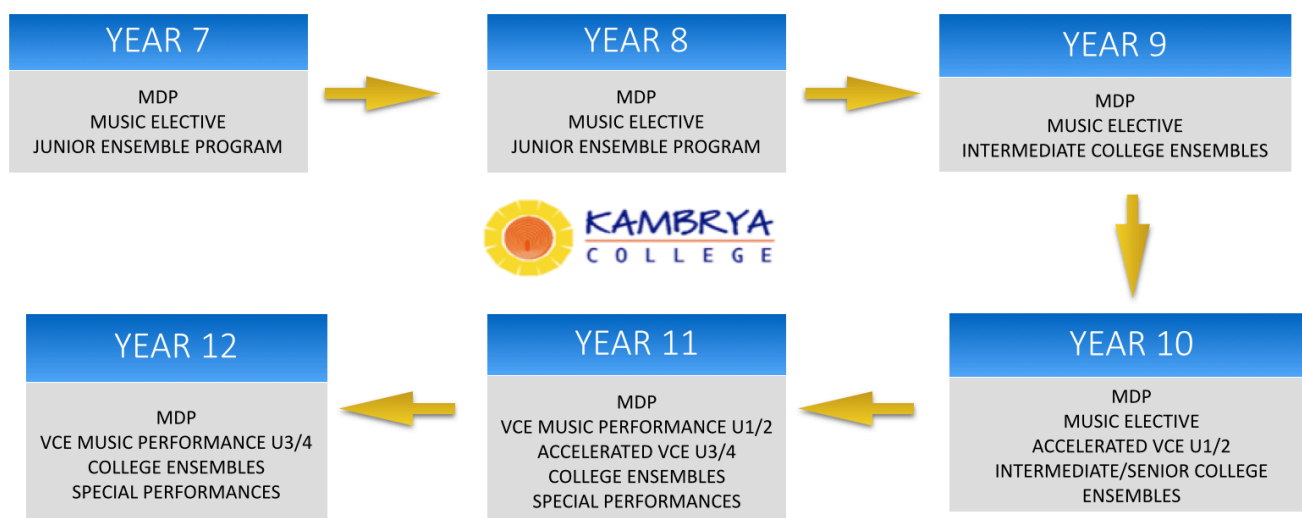 YEAR 7
MDP
MUSIC ELECTIVE
JUNIOR ENSEMBLE PROGRAM
YEAR 8
MDP
MUSIC ELECTIVE
JUNIOR ENSEMBLE PROGRAM
YEAR 9
MDP
MUSIC ELECTIVE
INTERMEDIATE COLLEGE ENSEMBLES
KAMBRYA
COLLEGE
YEAR 10
MDP
MUSIC ELECTIVE
ACCELERATED VCE U1/2
INTERMEDIATE/SENIOR COLLEGE
ENSEMBLES
YEAR 11
MDP
VCE MUSIC PERFORMANCE U1/2
ACCELERATED VCE U3/4
COLLEGE ENSEMBLES
SPECIAL PERFORMANCES
YEAR 12
MDP
VCE MUSIC PERFORMANCE U3/4
COLLEGE ENSEMBLES
SPECIAL PERFORMANCES